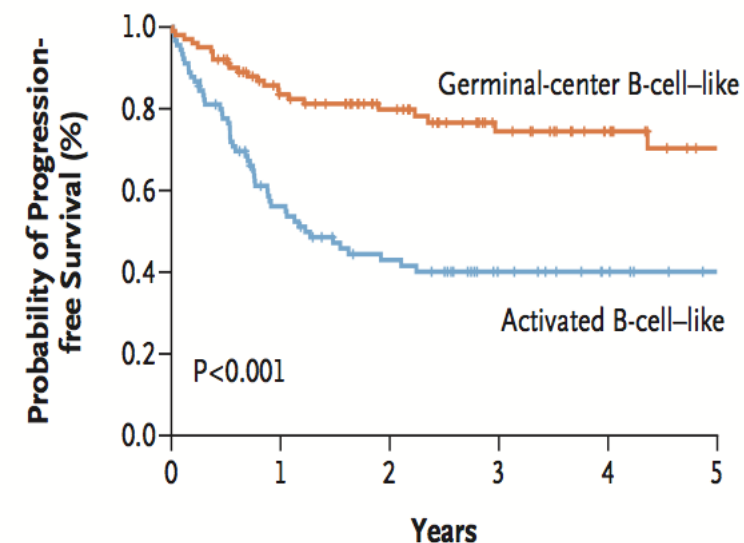 Probability of Progression-
free Survival (%)
1.0
0.8
0.6
0.4
0.2
0.0
Germinal-center B-cell–like
Activated B-cell–like
P<0.001
0 1 2 3 4 5
Years